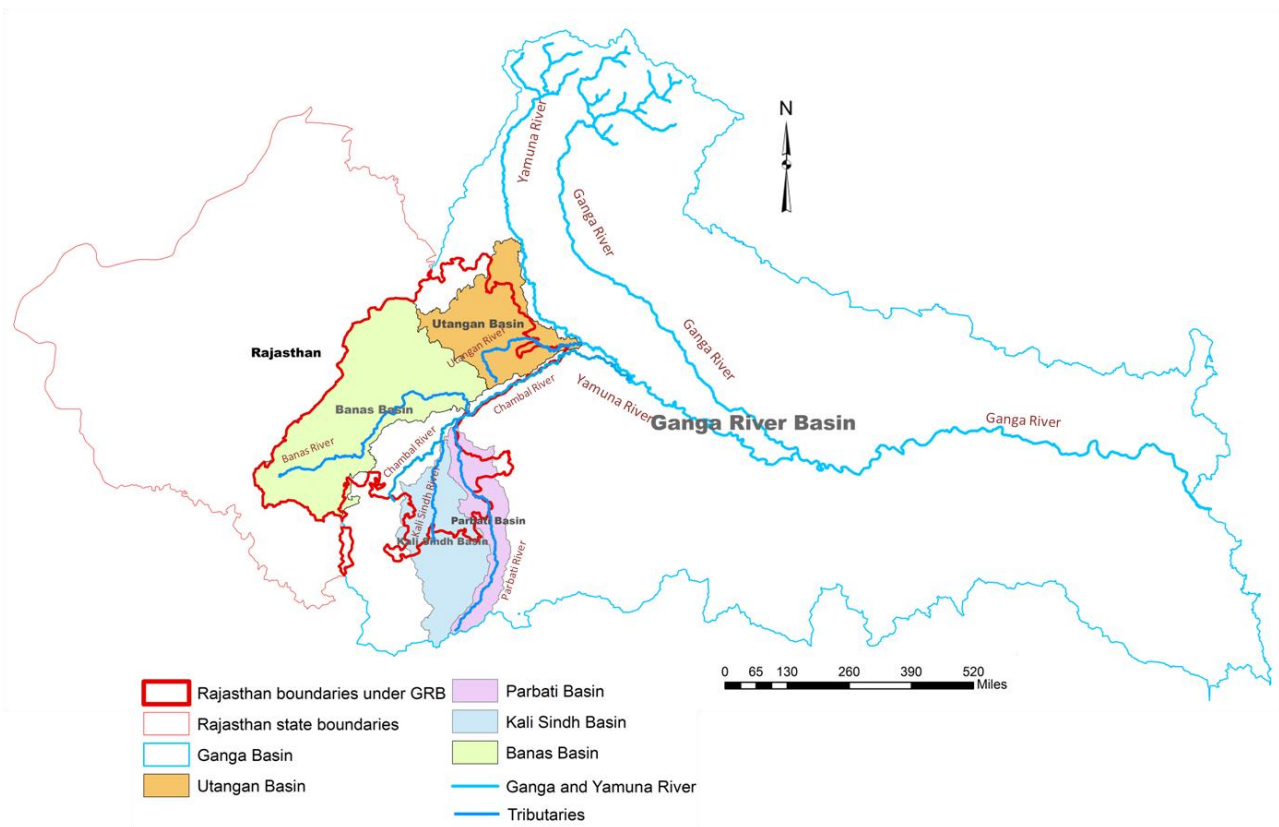 N
Yamuna River
Ganga River
Utangan Basin
Utangan River
Rajasthan
Ganga River
Chambal River
Yamuna River
Banas Basin
Ganga River Basin
Ganga River
Banas River
Chambal River
Kali Sindh River
Parbati Basin
Kali Sindh Basin
Parbati River
0 65 130 260 390 520
Miles
Rajasthan boundaries under GRB
Rajasthan state boundaries
Ganga Basin
Utangan Basin
Parbati Basin
Kali Sindh Basin
Banas Basin
Ganga and Yamuna River
Tributaries